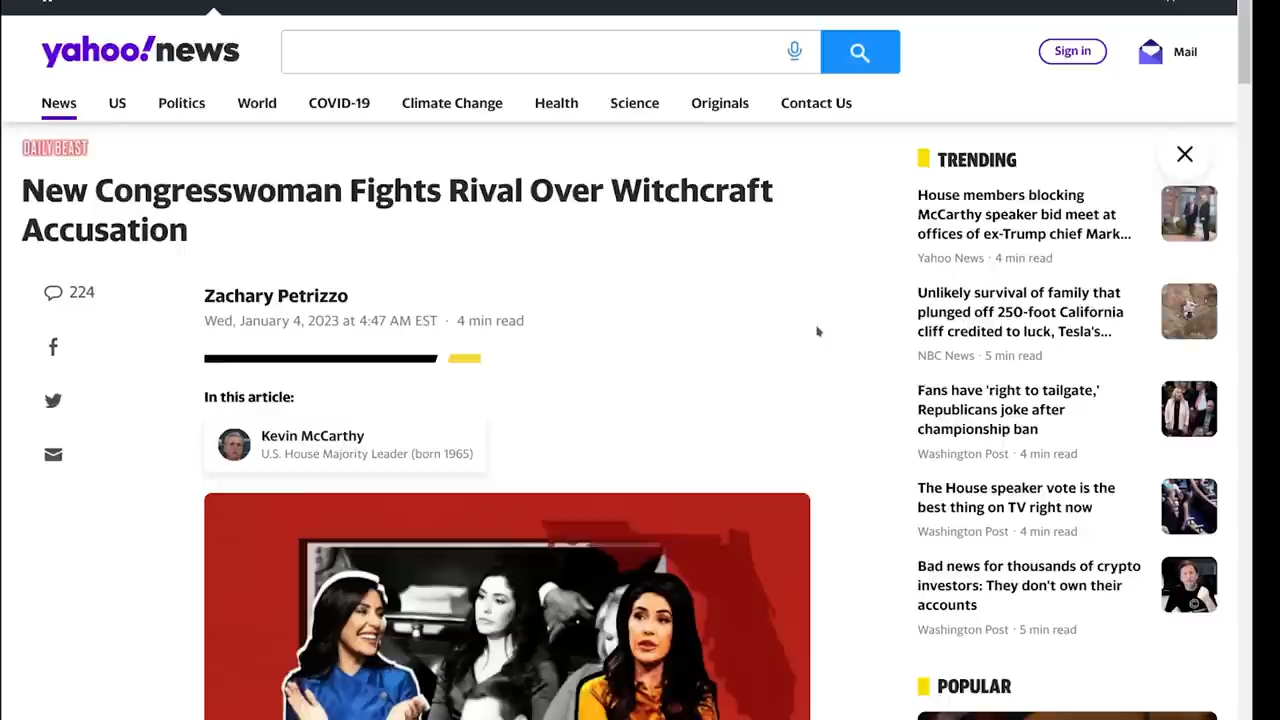 yahoo!news
Sign in
Mail
News US Politics World COVID-19 Climate Change Health Science Originals Contact Us
DAILY BEAST
New Congresswoman Fights Rival Over Witchcraft
Accusation
224
Zachary Petrizzo
Wed, January 4, 2023 at 4:47 AM EST · 4 min read
In this article:
Kevin McCarthy
U.S. House Majority Leader (born 1965)
TRENDING
House members blocking
McCarthy speaker bid meet at
offices of ex-Trump chief Mark...
Yahoo News · 4 min read
Unlikely survival of family that
plunged off 250-foot California
cliff credited to luck, Tesla's...
NBC News · 5 min read
Fans have 'right to tailgate,'
Republicans joke after
championship ban
Washington Post · 4 min read
The House speaker vote is the
best thing on TV right now
Washington Post · 4 min read
Bad news for thousands of crypto
investors: They don't own their
accounts
Washington Post · 5 min read
POPULAR